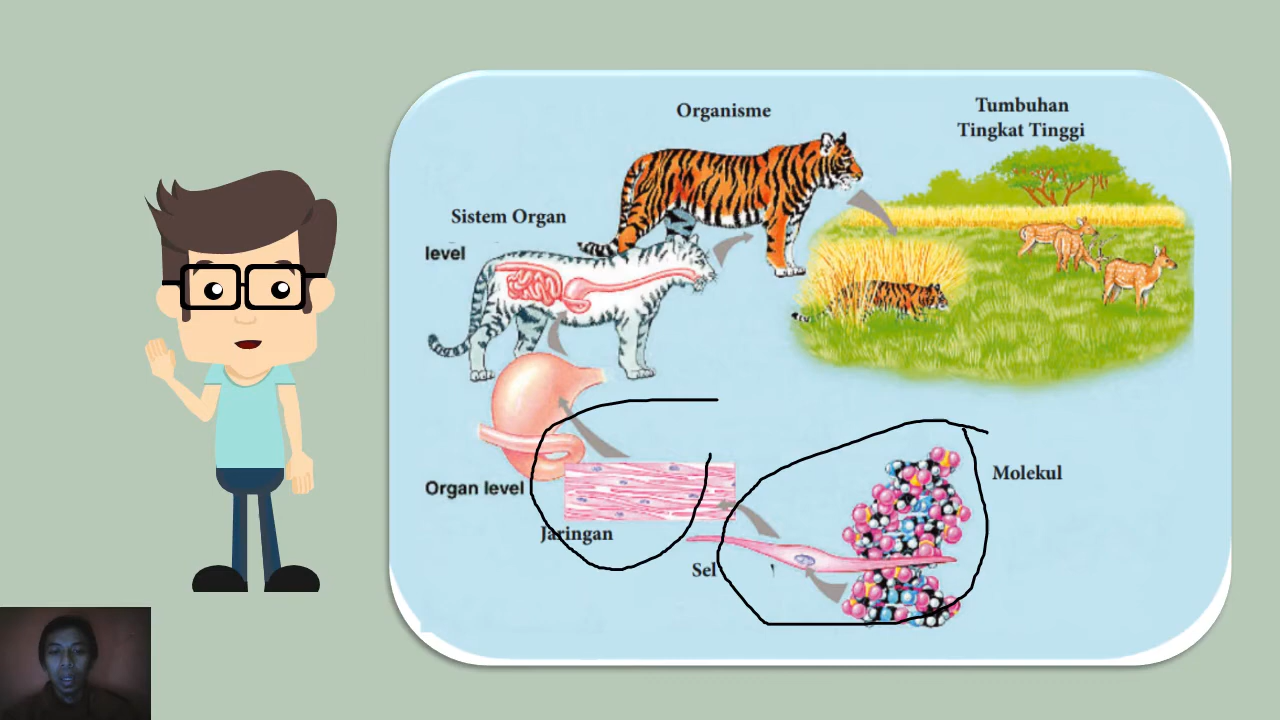 Organisme
Tumbuhan
Tingkat Tinggi
Sistem Organ
level
Organ level
Jaringan
Sel
Molekul